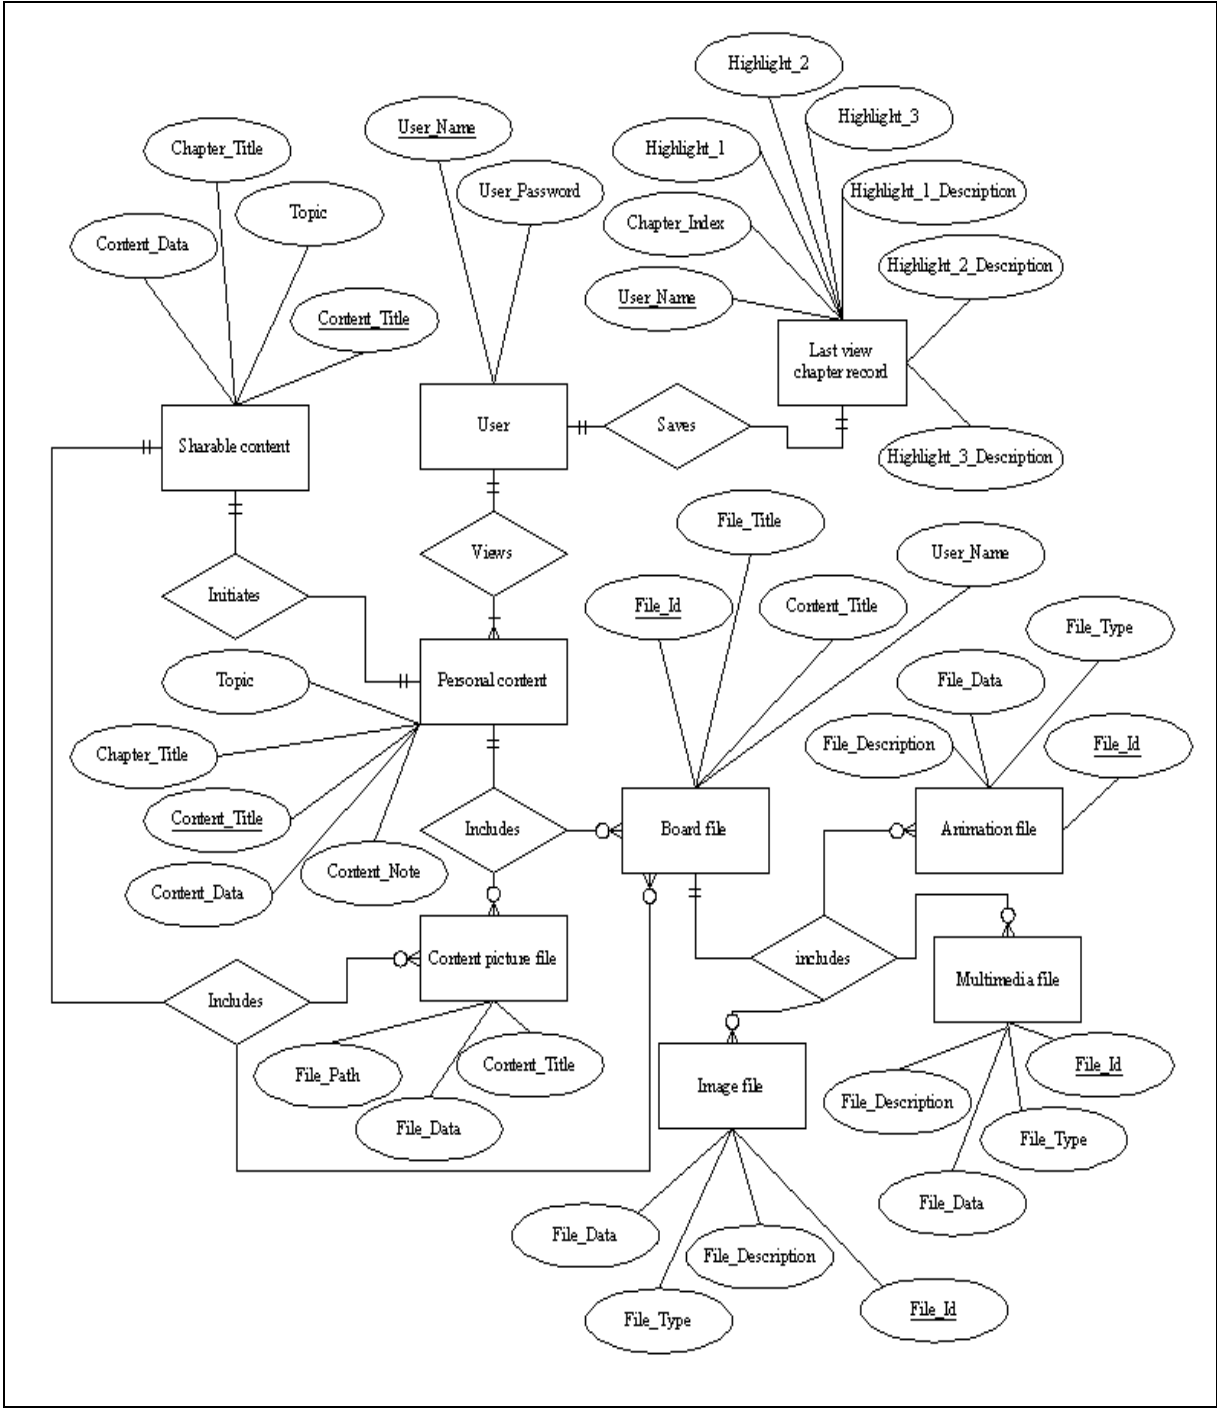 Highlight_2
Highlight_3
User_Name
Chapter_Title
Highlight_1
User_Password
Highlight_1_Description
Topic
Chapter_Index
Content_Data
Highlight_2_Description
User_Name
Content_Title
Last view
chapter record
User
Saves
Sharable content
Highlight_3_Description
File_Title
User_Name
Views
Initiates
File_Id
Content_Title
File_Type
Topic
Personal content
File_Data
Chapter_Title
File_Description
File_Id
Content_Title
Includes
Board file
Animation file
Content_Note
Content_Data
Content picture file
includes
Multimedia file
Includes
File_Path
Content_Title
Image file
File_Id
File_Description
File_Data
File_Type
File_Data
File_Data
File_Description
File_Type
File_Id